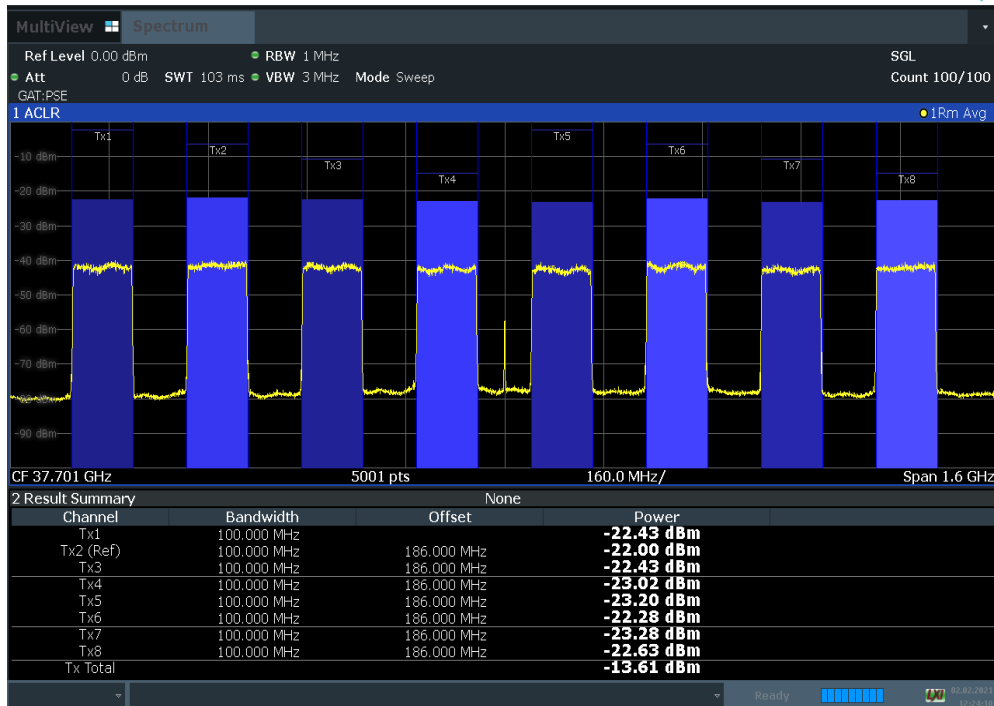 MultiView Spectrum
Ref Level 0.00 dBm RBW 1 MHz SGL
Att 0 dB SWT 103 ms VBW 3 MHz Mode Sweep Count 100/100
GAT:PSE
1 ACLR 1Rm Avg
Tx1 Tx5
Tx2 Tx6
-10 dBm
Tx3 Tx7
Tx4 Tx8
-20 dBm
-30 dBm
-40 dBm
-50 dBm
-60 dBm
-70 dBm
-90 dBm
CF 37.701 GHz 5001 pts 160.0 MHz/ Span 1.6 GHz
2 Result Summary None
Channel Bandwidth Offset Power
Tx1 100.000 MHz -22.43 dBm
Tx2 (Ref) 100.000 MHz 186.000 MHz -22.00 dBm
Tx3 100.000 MHz 186.000 MHz -22.43 dBm
Tx4 100.000 MHz 186.000 MHz -23.02 dBm
Tx5 100.000 MHz 186.000 MHz -23.20 dBm
Tx6 100.000 MHz 186.000 MHz -22.28 dBm
Tx7 100.000 MHz 186.000 MHz -23.28 dBm
Tx8 100.000 MHz 186.000 MHz -22.63 dBm
Tx Total -13.61 dBm
Ready LXI 02.02.2021